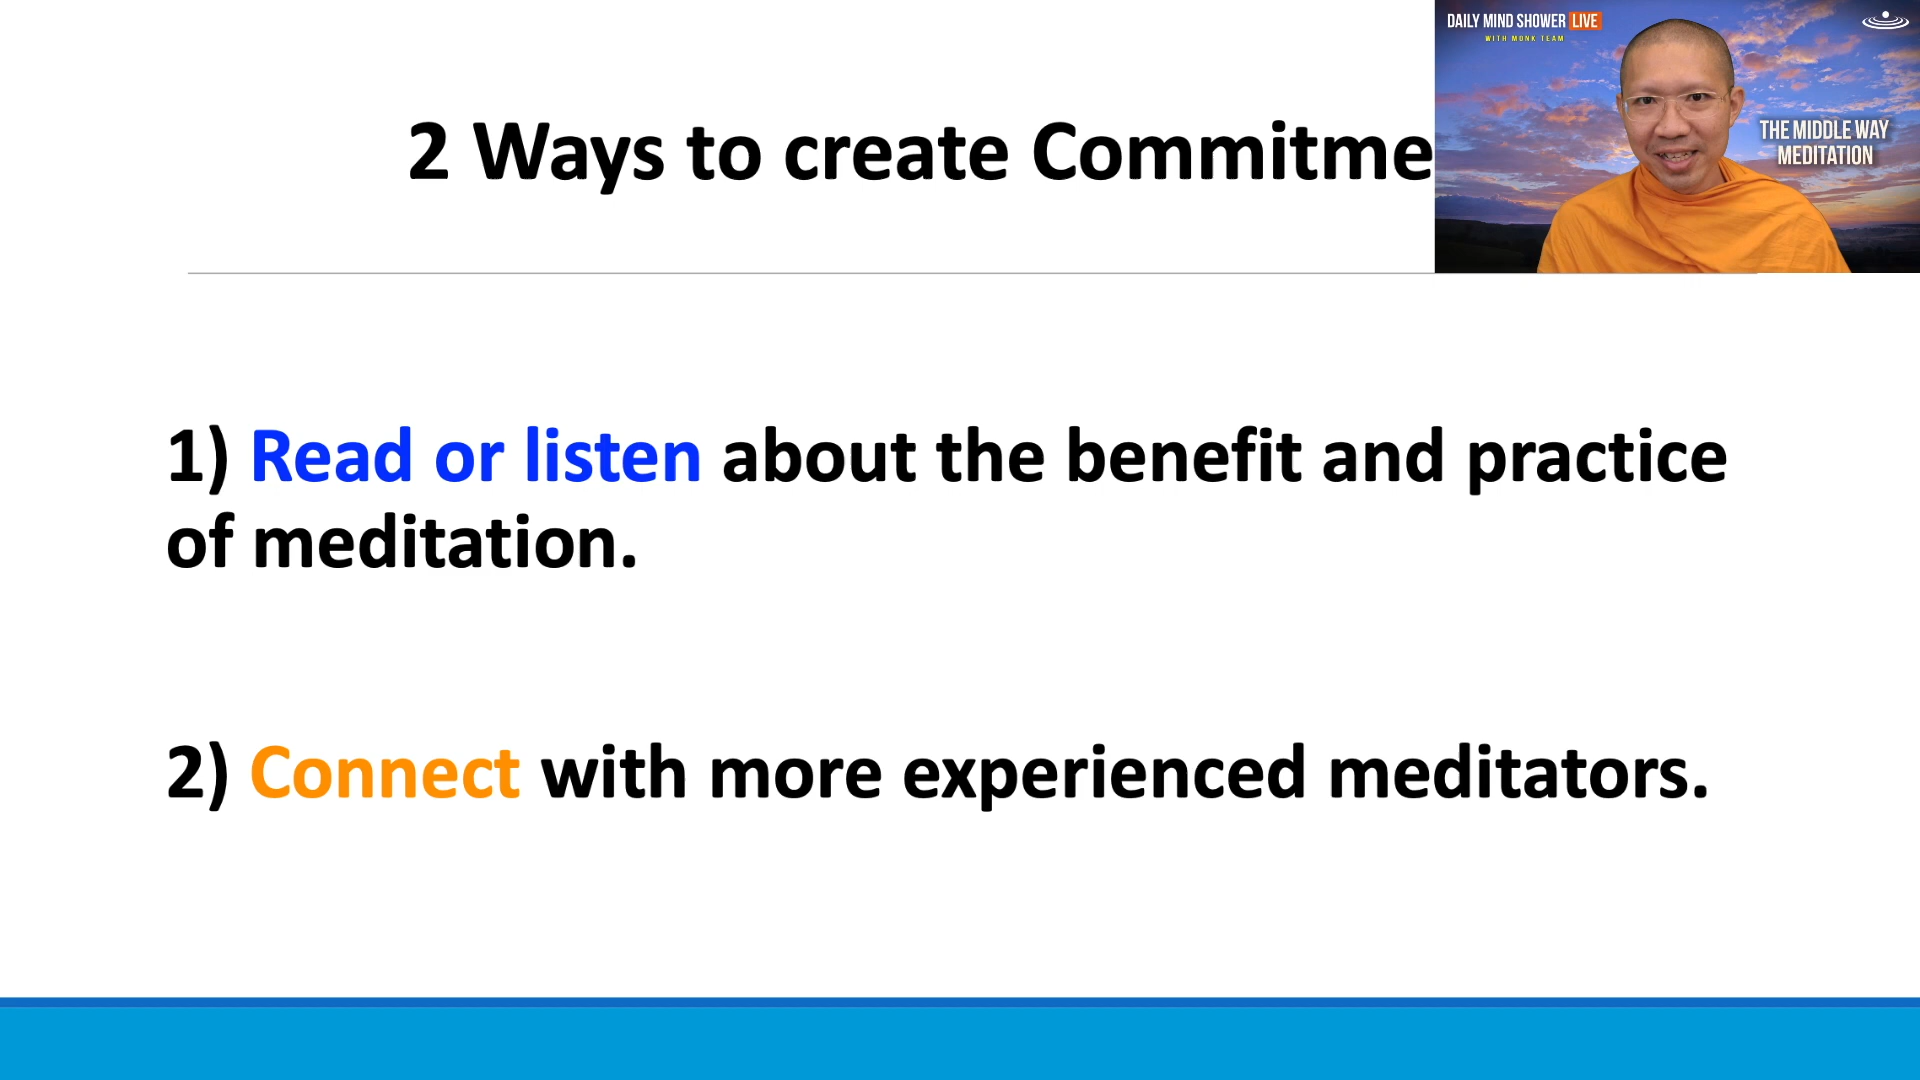 2 Ways to create Commitme
DAILY MIND SHOWER LIVE
WITH MONK TEAM
THE MIDDLE WAY
MEDITATION
1) Read or listen about the benefit and practice
of meditation.
2) Connect with more experienced meditators.